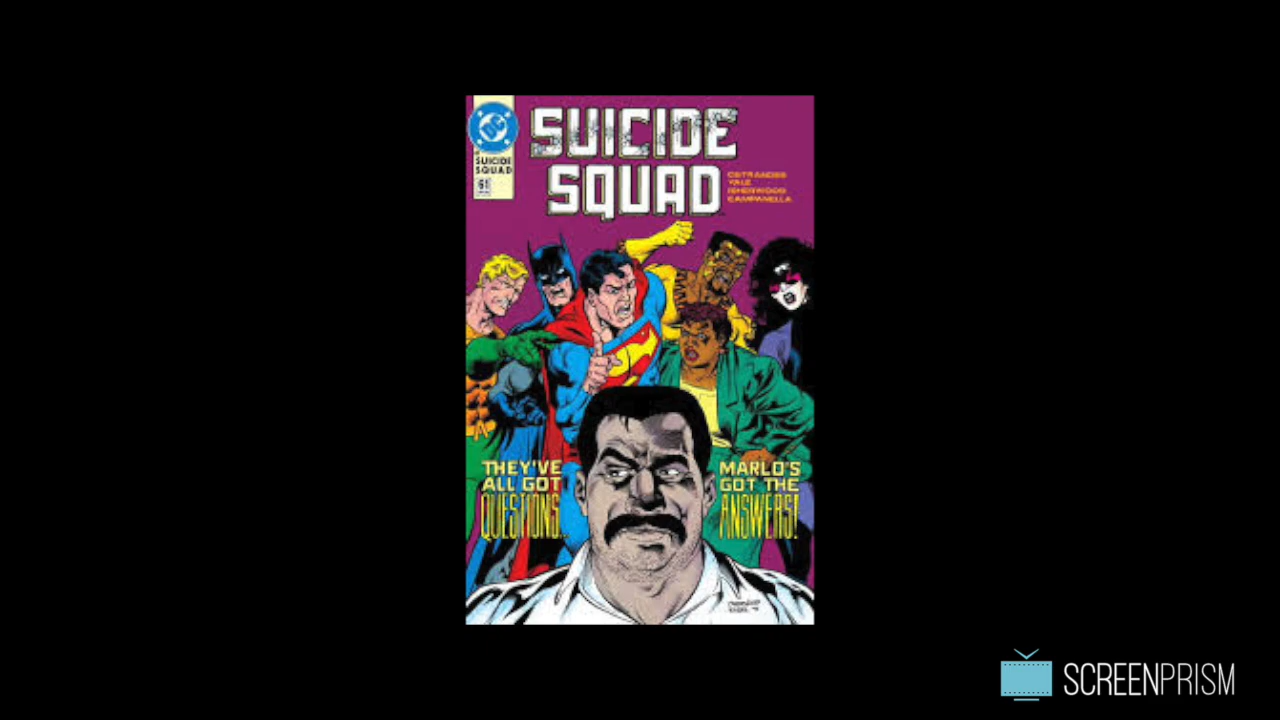 DC
SUICIDE
SQUAD
61
SUICIDE
SQUAD
OSTRANDER
YALE
ISHERWOOD
CAMPANELLA
THEY'VE
ALL GOT
QUESTIONS...
MARLO'S
GOT THE
ANSWERS!
SCREENPRISM